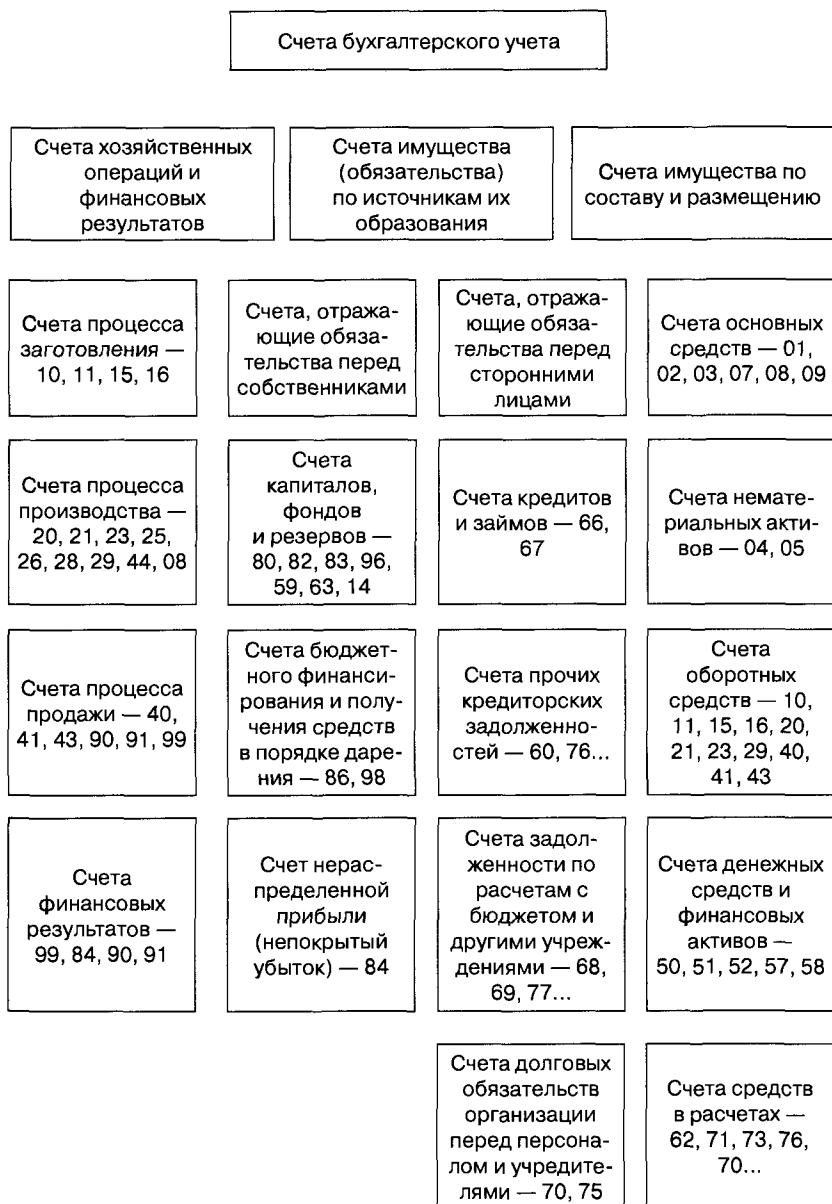 Счета бухгалтерского учета
Счета хозяйственных
операций и
финансовых
результатов
Счета имущества
(обязательства)
по источникам их
образования
Счета имущества по
составу и размещению
Счета процесса
заготовления —
10, 11, 15, 16
Счета, отража-
ющие обяза-
тельства перед
собственниками
Счета, отража-
ющие обяза-
тельства перед
сторонними
лицами
Счета основных
средств — 01,
02, 03, 07, 08, 09
Счета процесса
производства —
20, 21, 23, 25,
26, 28, 29, 44, 08
Счета
капиталов,
фондов
и резервов —
80, 82, 83, 96,
59, 63, 14
Счета кредитов
и займов — 66,
67
Счета немате-
риальных акти-
вов — 04, 05
Счета процесса
продажи — 40,
41, 43, 90, 91, 99
Счета бюджет-
ного финанси-
рования и полу-
чения средств
в порядке даре-
ния — 86, 98
Счета прочих
кредиторских
задолженно-
стей — 60, 76...
Счета
оборотных
средств — 10,
11, 15, 16, 20,
21, 23, 29, 40,
41, 43
Счета
финансовых
результатов —
99, 84, 90, 91
Счет нерас-
пределенной
прибыли
(непокрытый
убыток) — 84
Счета задол-
женности по
расчетам с
бюджетом и
другими учреж-
дениями — 68,
69, 77...
Счета денежных
средств и
финансовых
активов —
50, 51, 52, 57, 58
Счета долговых
обязательств
организации
перед персона-
лом и учредите-
лями — 70, 75
Счета средств
в расчетах —
62, 71, 73, 76,
70...